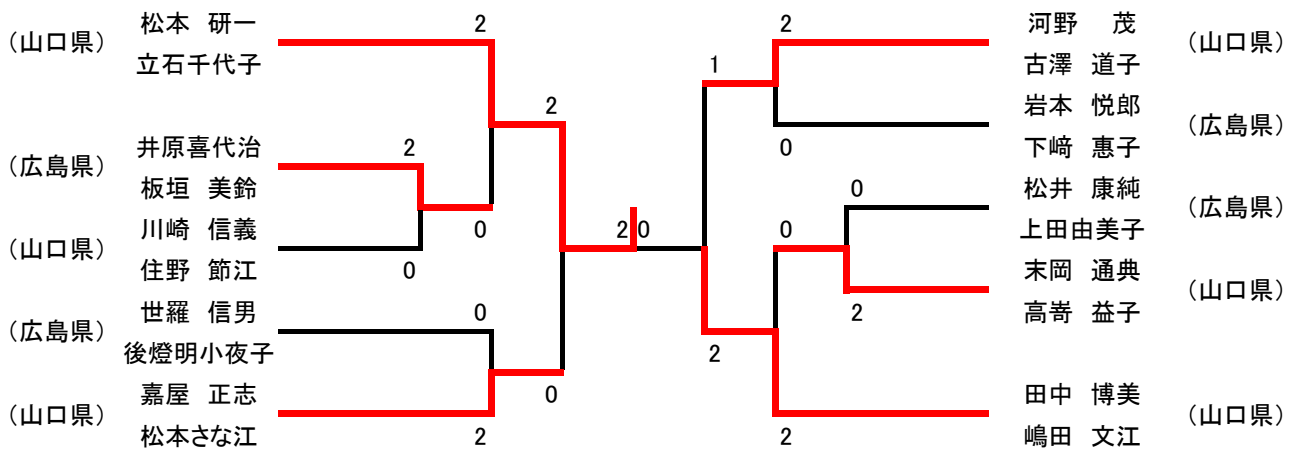 松本 研一
(山口県)
立石千代子
2
井原喜代治
(広島県)
板垣 美鈴
2
川崎 信義
(山口県)
住野 節江
0
0
2
世羅 信男
(広島県)
後燈明小夜子
0
嘉屋 正志
(山口県)
松本さな江
2
0
2 0
河野 茂
(山口県)
古澤 道子
2
1
岩本 悦郎
(広島県)
下﨑 惠子
0
松井 康純
(広島県)
上田由美子
0
0
末岡 通典
(山口県)
高嵜 益子
2
2
田中 博美
(山口県)
嶋田 文江
2